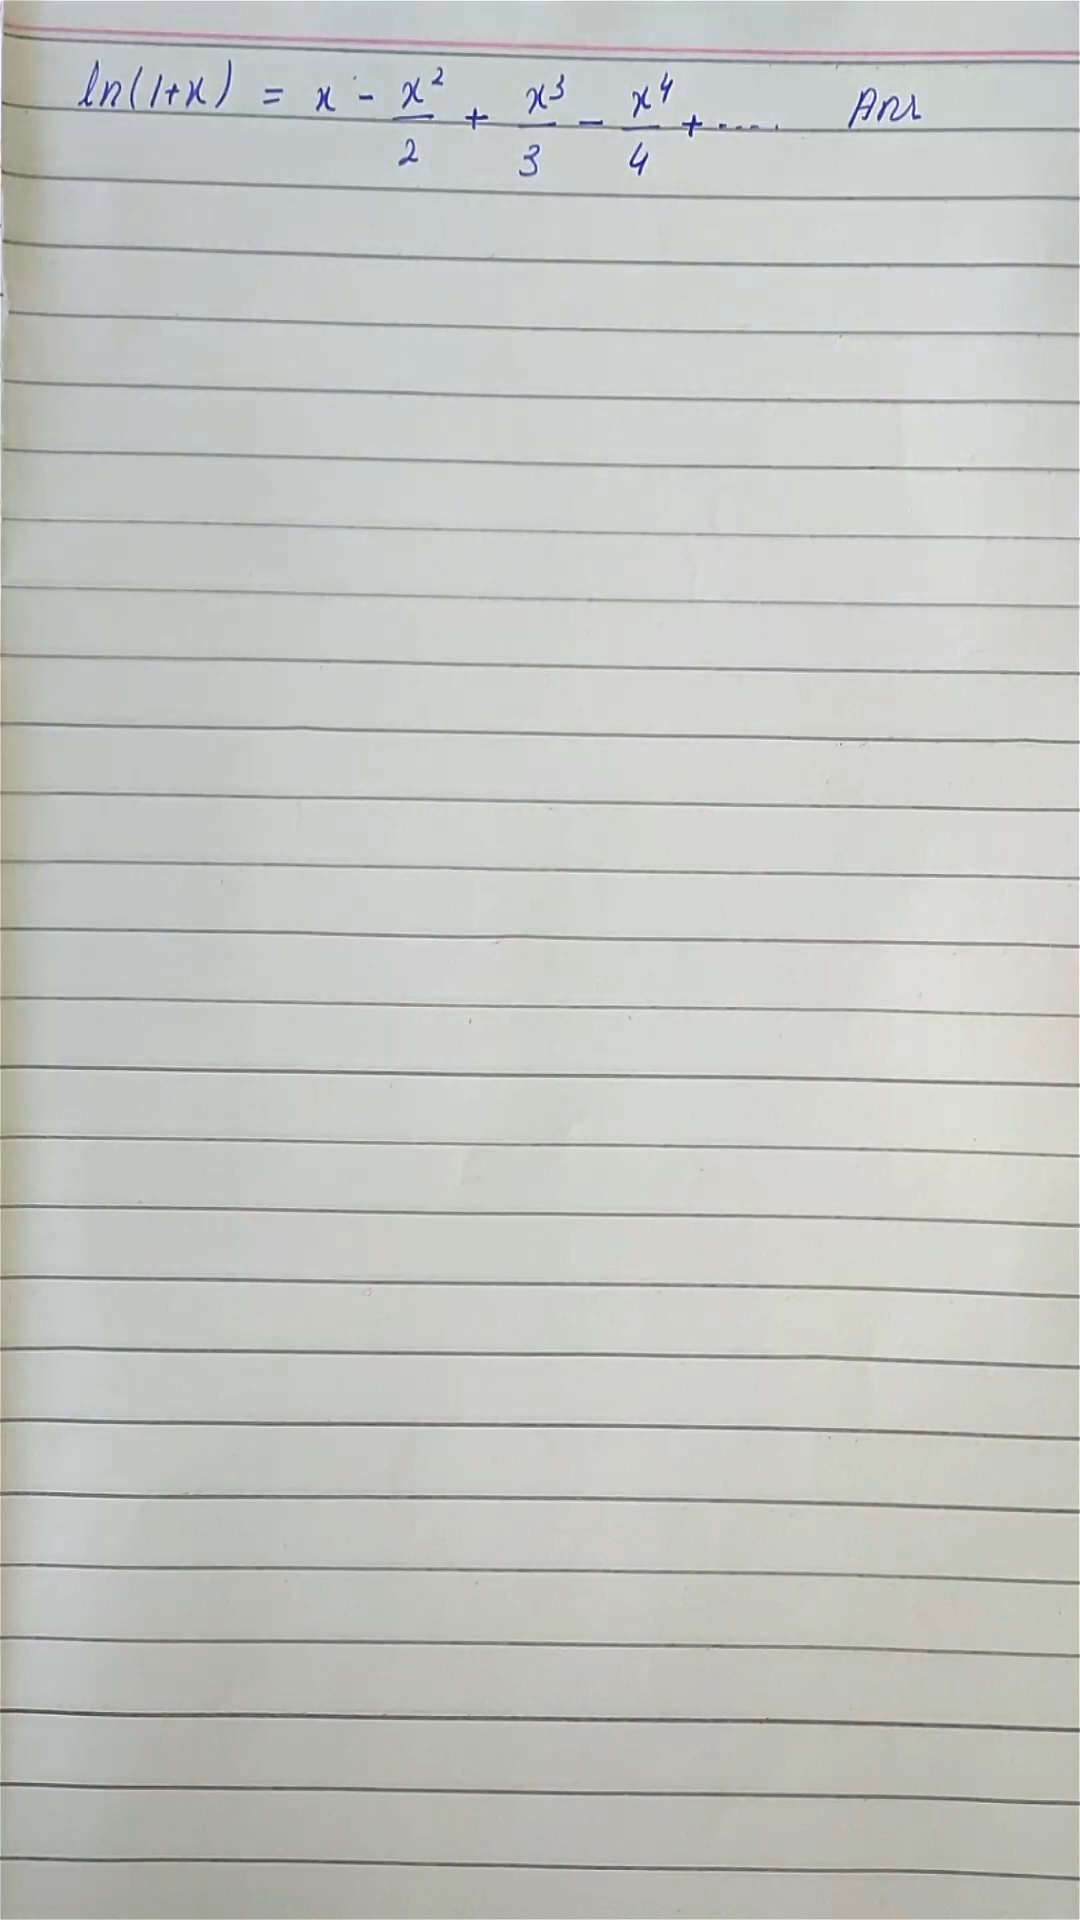 ln(1+x) = x - x²/2 + x³/3 - x⁴/4 + ..... Ans